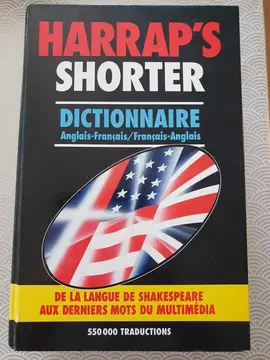 HARRAP'S
SHORTER
DICTIONNAIRE
Anglais-Français/Français-Anglais
DE LA LANGUE DE SHAKESPEARE
AUX DERNIERS MOTS DU MULTIMÉDIA
550 000 TRADUCTIONS